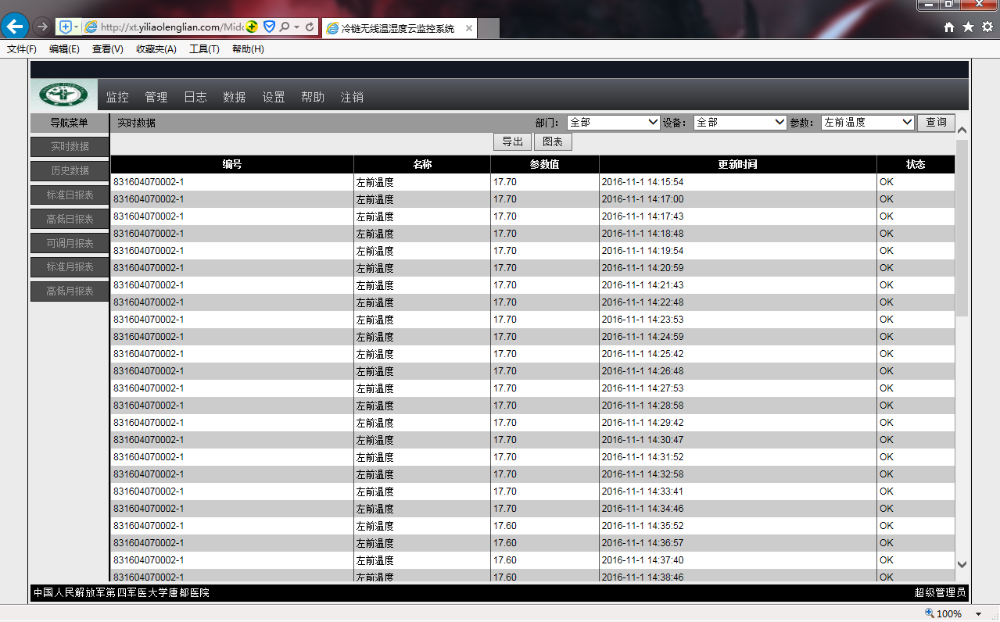 http://xt.yiliaolenglian.com/Midd
冷链无线温湿度云监控系统
文件(F) 编辑(E) 查看(V) 收藏夹(A) 工具(T) 帮助(H)
监控 管理 日志 数据 设置 帮助 注销
导航菜单 实时数据 部门： 全部 设备： 全部 参数： 左前温度 查询
导出 图表
实时数据
历史数据
标准日报表
高低日报表
可调月报表
标准月报表
高低月报表
编号 名称 参数值 更新时间 状态
831604070002-1 左前温度 17.70 2016-11-1 14:15:54 OK
831604070002-1 左前温度 17.70 2016-11-1 14:17:00 OK
831604070002-1 左前温度 17.70 2016-11-1 14:17:43 OK
831604070002-1 左前温度 17.70 2016-11-1 14:18:48 OK
831604070002-1 左前温度 17.70 2016-11-1 14:19:54 OK
831604070002-1 左前温度 17.70 2016-11-1 14:20:59 OK
831604070002-1 左前温度 17.70 2016-11-1 14:21:43 OK
831604070002-1 左前温度 17.70 2016-11-1 14:22:48 OK
831604070002-1 左前温度 17.70 2016-11-1 14:23:53 OK
831604070002-1 左前温度 17.70 2016-11-1 14:24:59 OK
831604070002-1 左前温度 17.70 2016-11-1 14:25:42 OK
831604070002-1 左前温度 17.70 2016-11-1 14:26:48 OK
831604070002-1 左前温度 17.70 2016-11-1 14:27:53 OK
831604070002-1 左前温度 17.70 2016-11-1 14:28:58 OK
831604070002-1 左前温度 17.70 2016-11-1 14:29:42 OK
831604070002-1 左前温度 17.70 2016-11-1 14:30:47 OK
831604070002-1 左前温度 17.70 2016-11-1 14:31:52 OK
831604070002-1 左前温度 17.70 2016-11-1 14:32:58 OK
831604070002-1 左前温度 17.70 2016-11-1 14:33:41 OK
831604070002-1 左前温度 17.70 2016-11-1 14:34:46 OK
831604070002-1 左前温度 17.60 2016-11-1 14:35:52 OK
831604070002-1 左前温度 17.60 2016-11-1 14:36:57 OK
831604070002-1 左前温度 17.60 2016-11-1 14:37:40 OK
831604070002-1 左前温度 17.60 2016-11-1 14:38:46 OK
中国人民解放军第四军医大学唐都医院 超级管理员
100%